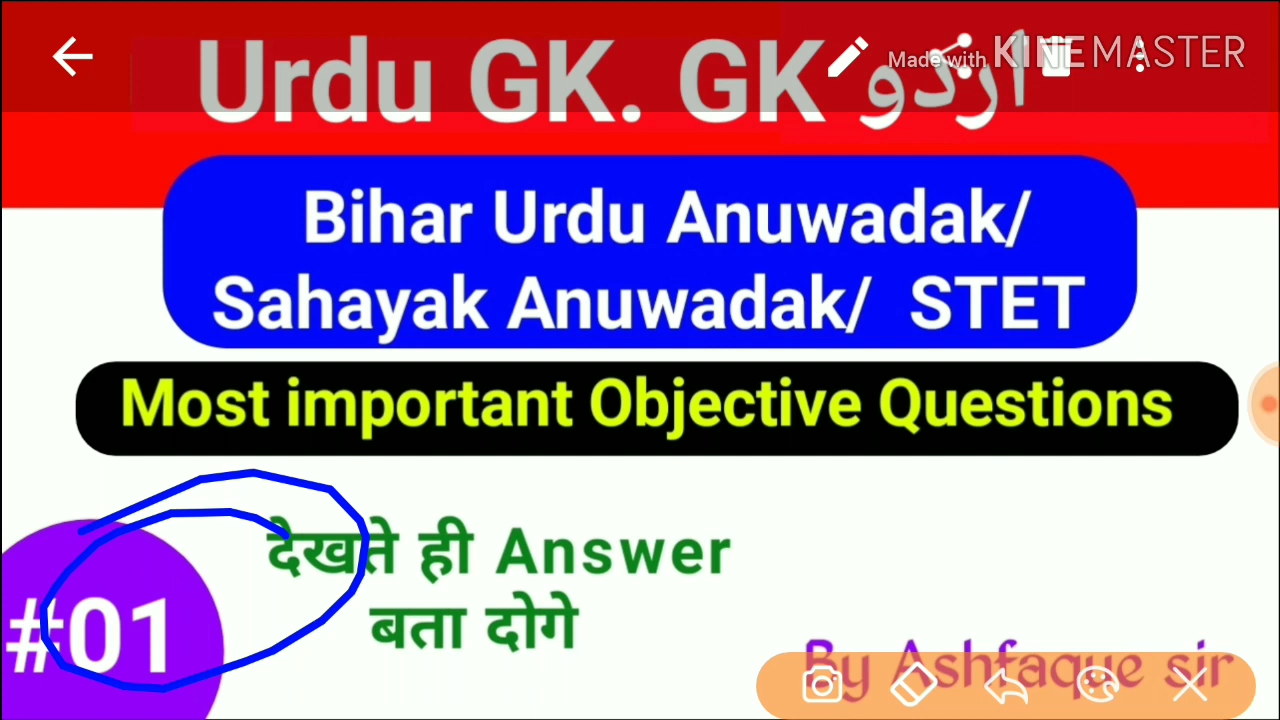 Urdu GK. GK اردو
Made with KINEMASTER
Bihar Urdu Anuwadak/
Sahayak Anuwadak/ STET
Most important Objective Questions
#01
देखते ही Answer
बता दोगे
By Ashfaque sir